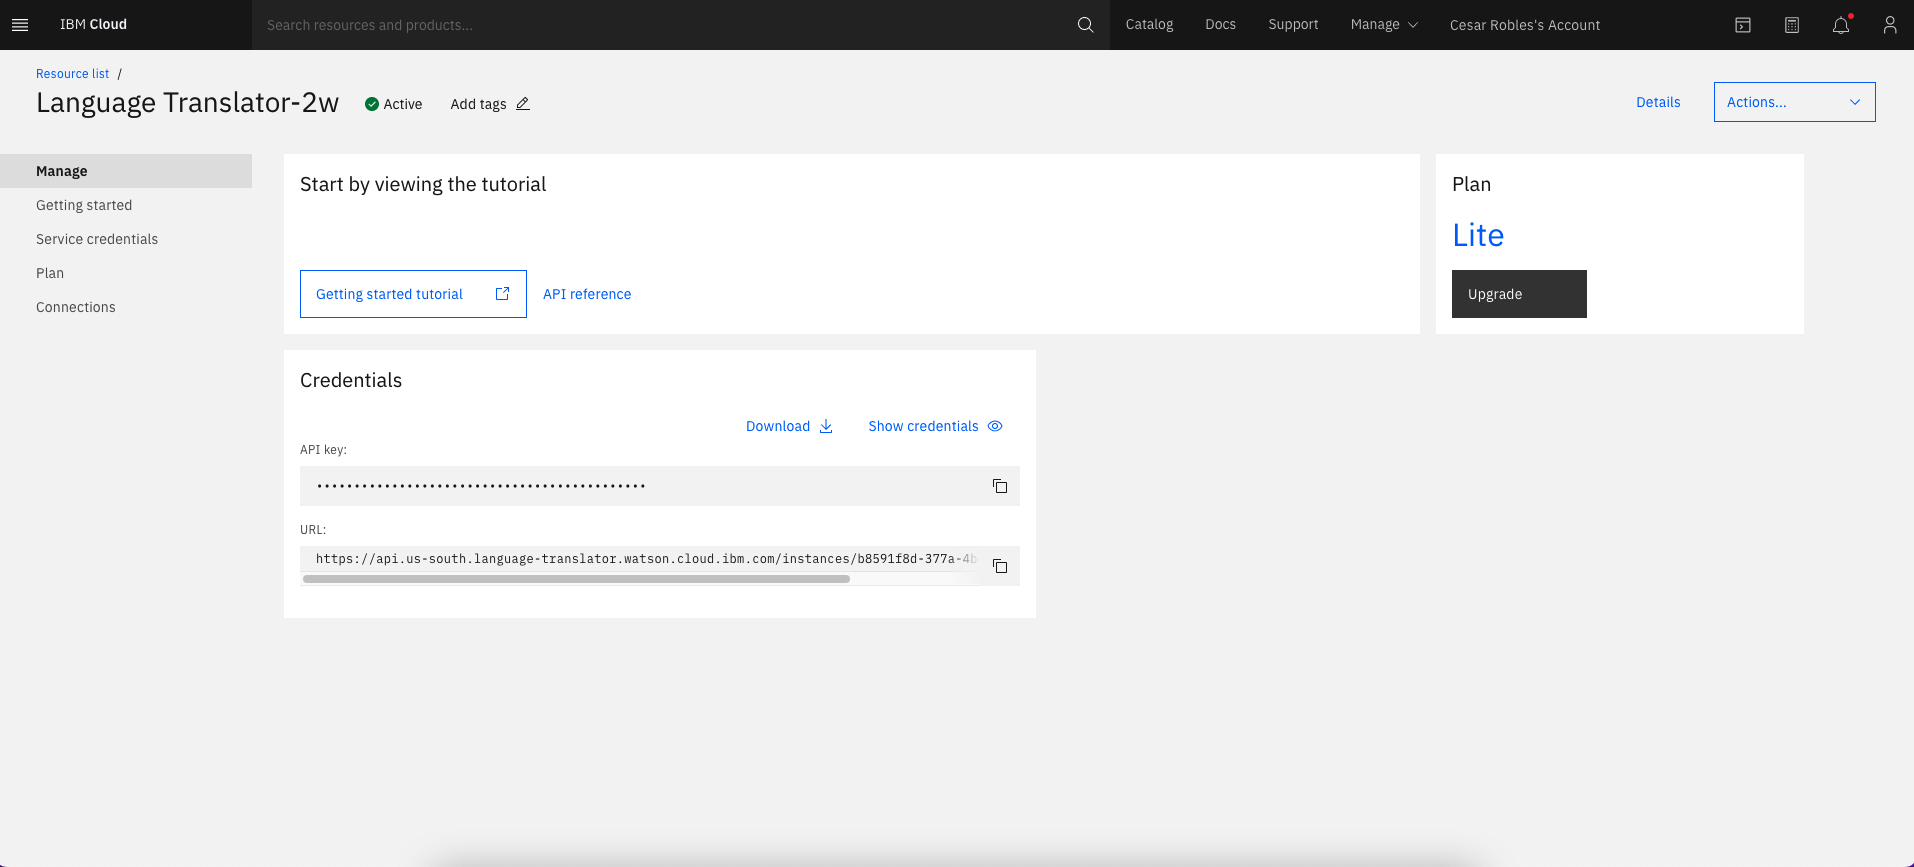 IBM Cloud
Search resources and products...
Catalog
Docs
Support
Manage
Cesar Robles's Account
Resource list /
Language Translator-2w
Active
Add tags
Details
Actions...
Manage
Getting started
Service credentials
Plan
Connections
Start by viewing the tutorial
Getting started tutorial
API reference
Plan
Lite
Upgrade
Credentials
Download
Show credentials
API key:
URL:
https://api.us-south.language-translator.watson.cloud.ibm.com/instances/b8591f8d-377a-4b